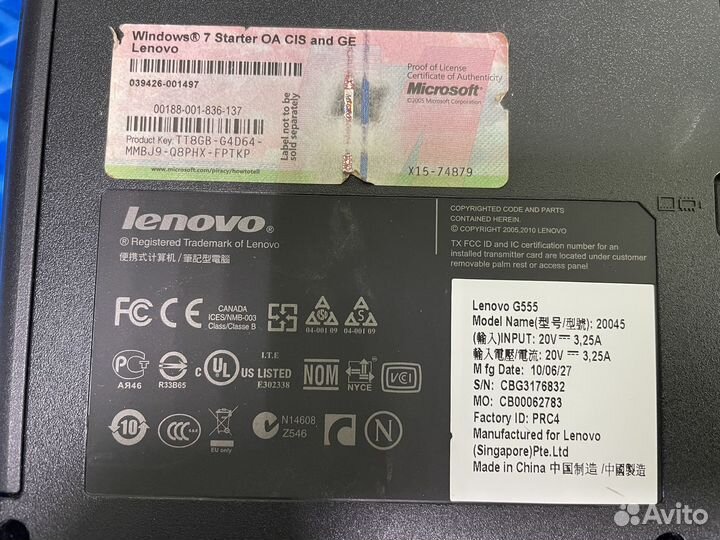 Windows® 7 Starter OA CIS and GE
Lenovo
039426-001497
00188-001-836-137
Product Key: TT8GB-G4D64-
MMBJ9-Q8PHX-FPTKP
www.microsoft.com/piracy/howtotell
Label not to be
sold separately
Proof of License
Certificate of Authenticity
Microsoft®
©2005 Microsoft Corporation
X15-74879
lenovo®
® Registered Trademark of Lenovo
便携式计算机/筆記型電腦
COPYRIGHTED CODE AND PARTS
CONTAINED HEREIN.
© COPYRIGHT 2005,2010 LENOVO
TX FCC ID and IC certification number for an
installed transmitter card are located under customer
removable palm rest or access panel
FC CE
CANADA
ICES/NMB-003
Class/Classe B
04-001 09
A
04-001 09
S
АЯ46
R33B65
c UL US LISTED
I.T.E
E302338
NOM
NYCE
VCI
10
CCC
EU only
N14608
Z546
N
Lenovo G555
Model Name(型号/型號): 20045
(輸入)INPUT: 20V ⎓ 3,25A
輸入電壓/電流: 20V ⎓ 3,25A
Mfg Date: 10/06/27
S/N: CBG3176832
MO: CB00062783
Factory ID: PRC4
Manufactured for Lenovo
(Singapore)Pte.Ltd
Made in China 中国制造 /中國製造
Avito